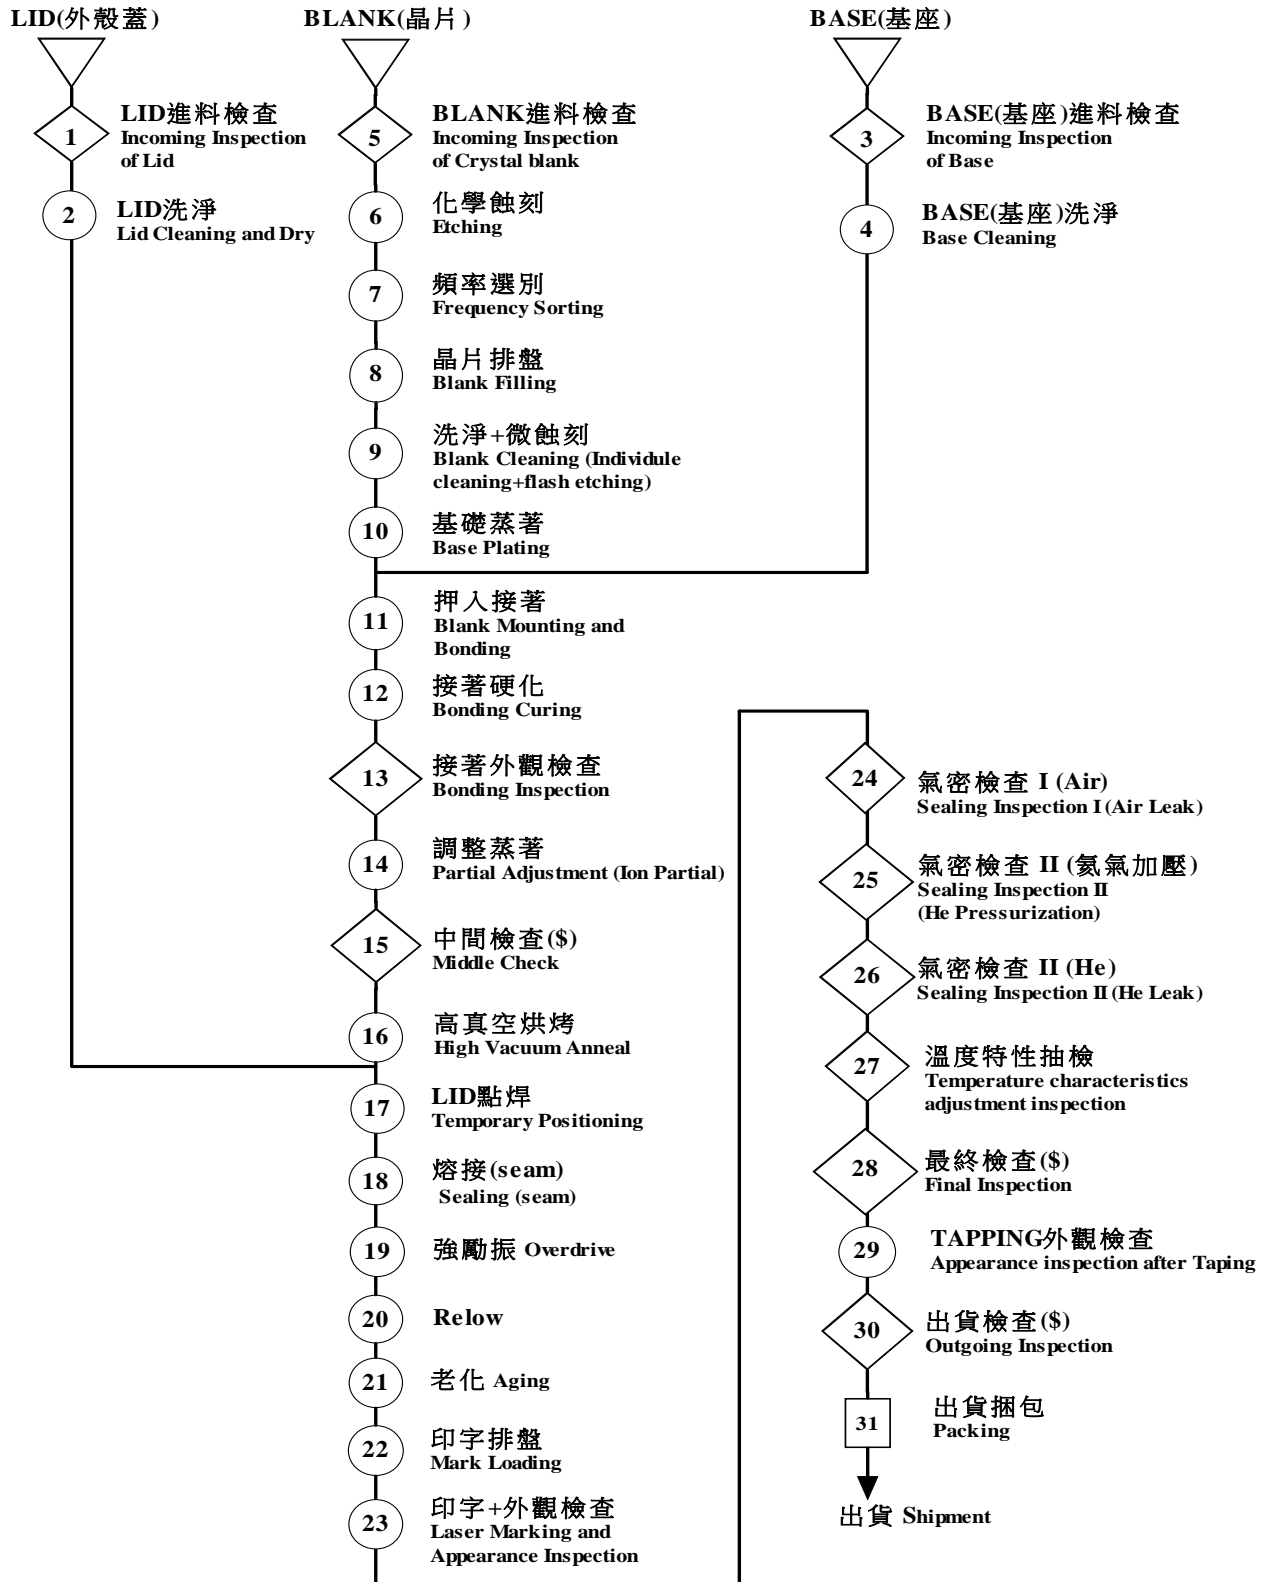 LID(外殼蓋)
1
LID進料檢查
Incoming Inspection
of Lid
2
LID洗淨
Lid Cleaning and Dry
BLANK(晶片)
5
BLANK進料檢查
Incoming Inspection
of Crystal blank
6
化學蝕刻
Etching
7
頻率選別
Frequency Sorting
8
晶片排盤
Blank Filling
9
洗淨+微蝕刻
Blank Cleaning (Individule
cleaning+flash etching)
10
基礎蒸著
Base Plating
BASE(基座)
3
BASE(基座)進料檢查
Incoming Inspection
of Base
4
BASE(基座)洗淨
Base Cleaning
11
押入接著
Blank Mounting and
Bonding
12
接著硬化
Bonding Curing
13
接著外觀檢查
Bonding Inspection
14
調整蒸著
Partial Adjustment (Ion Partial)
15
中間檢查($)
Middle Check
16
高真空烘烤
High Vacuum Anneal
17
LID點焊
Temporary Positioning
18
熔接(seam)
Sealing (seam)
19
強勵振 Overdrive
20
Relow
21
老化 Aging
22
印字排盤
Mark Loading
23
印字+外觀檢查
Laser Marking and
Appearance Inspection
24
氣密檢查 I (Air)
Sealing Inspection I (Air Leak)
25
氣密檢查 II (氦氣加壓)
Sealing Inspection II
(He Pressurization)
26
氣密檢查 II (He)
Sealing Inspection II (He Leak)
27
溫度特性抽檢
Temperature characteristics
adjustment inspection
28
最終檢查($)
Final Inspection
29
TAPPING外觀檢查
Appearance inspection after Taping
30
出貨檢查($)
Outgoing Inspection
31
出貨捆包
Packing
出貨 Shipment